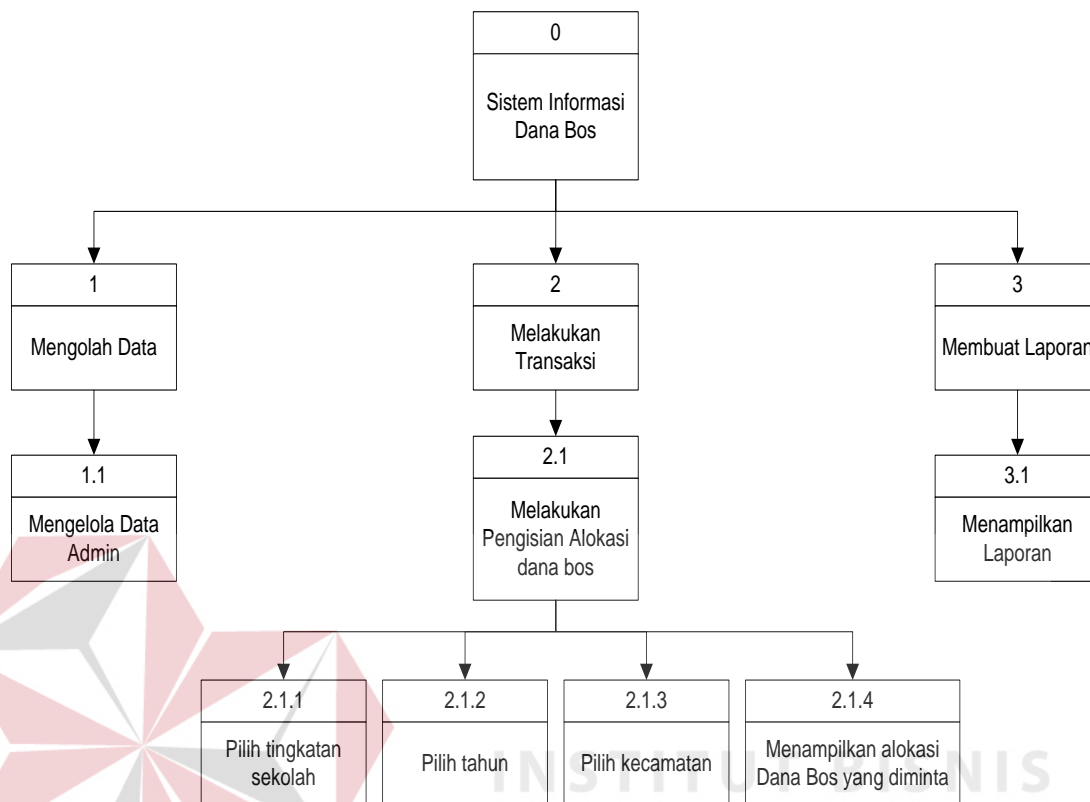 0
Sistem Informasi
Dana Bos
1
Mengolah Data
2
Melakukan
Transaksi
3
Membuat Laporan
1.1
Mengelola Data
Admin
2.1
Melakukan
Pengisian Alokasi
dana bos
3.1
Menampilkan
Laporan
2.1.1
Pilih tingkatan
sekolah
2.1.2
Pilih tahun
2.1.3
Pilih kecamatan
2.1.4
Menampilkan alokasi
Dana Bos yang diminta
INSTITUT BISNIS